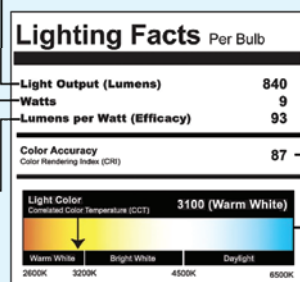 Lighting Facts Per Bulb
Light Output (Lumens) 840
Watts 9
Lumens per Watt (Efficacy) 93
Color Accuracy
Color Rendering Index (CRI) 87
Light Color
Correlated Color Temperature (CCT) 3100 (Warm White)
Warm White Bright White Daylight
2600K 3200K 4500K 6500K